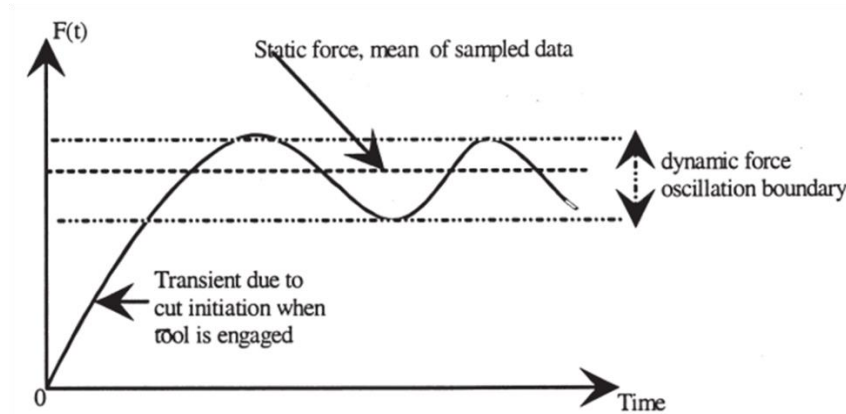 F(t)
Static force, mean of sampled data
dynamic force
oscillation boundary
Transient due to
cut initiation when
tool is engaged
0
Time